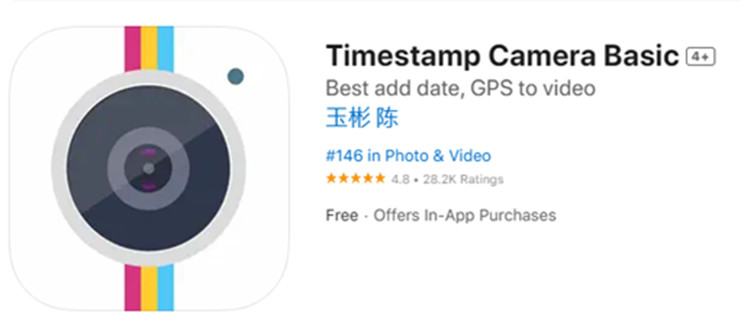 Timestamp Camera Basic 4+
Best add date, GPS to video
玉彬 陈
#146 in Photo & Video
★★★★★ 4.8 • 28.2K Ratings
Free · Offers In-App Purchases